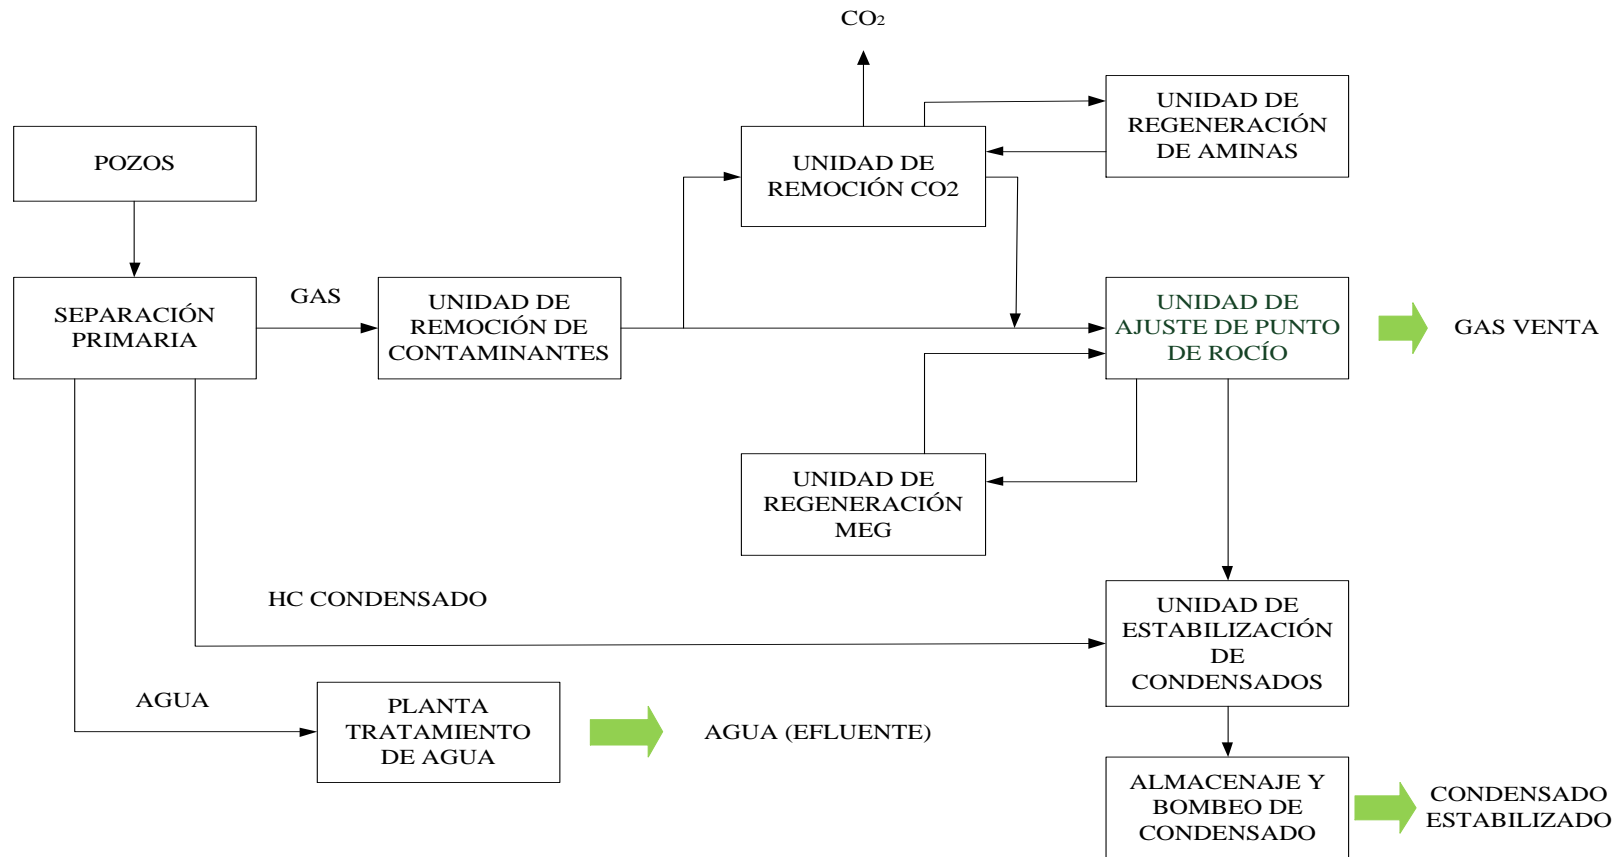 CO₂
UNIDAD DE
REGENERACIÓN
DE AMINAS
POZOS
UNIDAD DE
REMOCIÓN CO2
SEPARACIÓN
PRIMARIA
GAS
UNIDAD DE
REMOCIÓN DE
CONTAMINANTES
UNIDAD DE
AJUSTE DE PUNTO
DE ROCÍO
GAS VENTA
UNIDAD DE
REGENERACIÓN
MEG
HC CONDENSADO
UNIDAD DE
ESTABILIZACIÓN
DE
CONDENSADOS
AGUA
PLANTA
TRATAMIENTO
DE AGUA
AGUA (EFLUENTE)
ALMACENAJE Y
BOMBEO DE
CONDENSADO
CONDENSADO
ESTABILIZADO